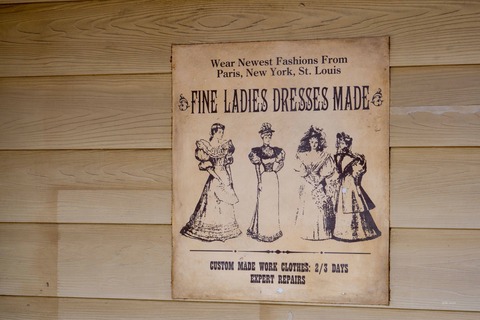 Wear Newest Fashions From
Paris, New York, St. Louis
FINE LADIES DRESSES MADE
CUSTOM MADE WORK CLOTHES: 2/3 DAYS
EXPERT REPAIRS